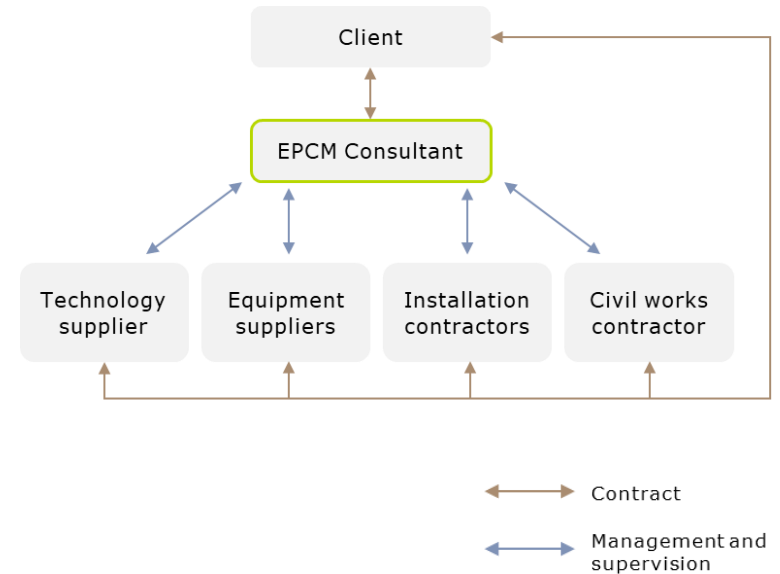 Client
EPCM Consultant
Technology
supplier
Equipment
suppliers
Installation
contractors
Civil works
contractor
Contract
Management and
supervision